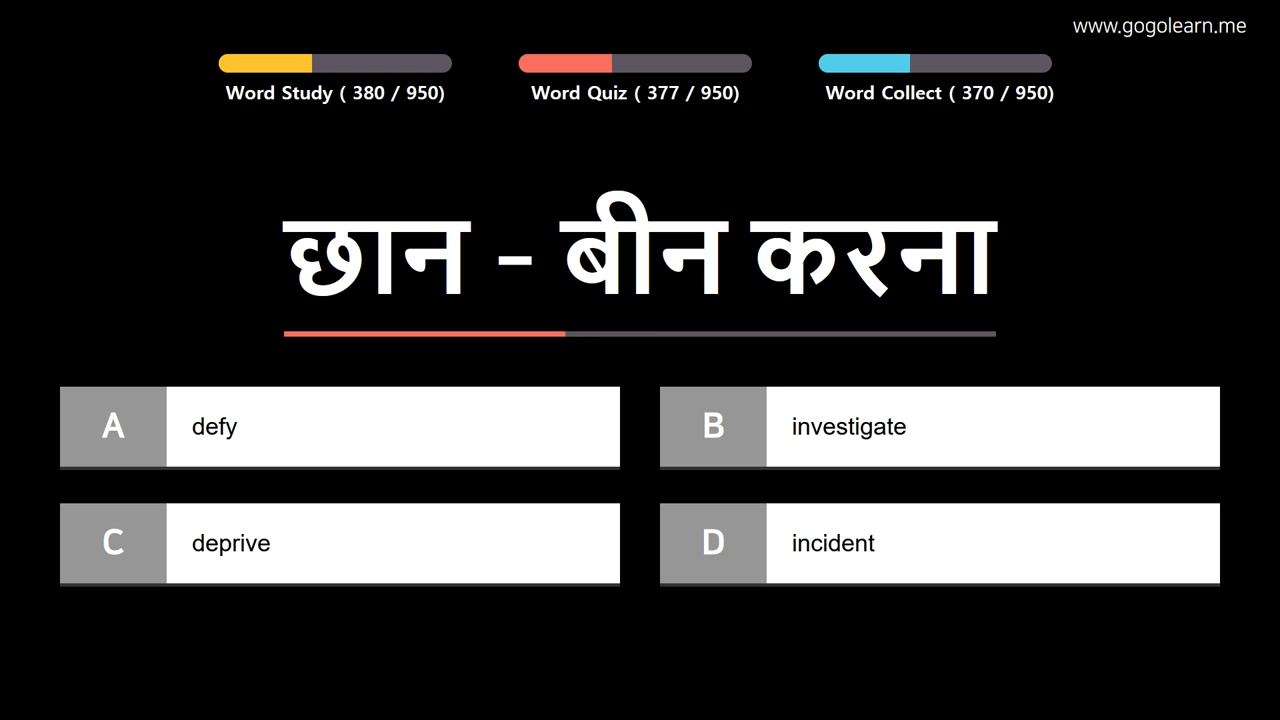 www.gogolearn.me
Word Study ( 380 / 950)
Word Quiz ( 377 / 950)
Word Collect ( 370 / 950)
छान - बीन करना
A defy
B investigate
C deprive
D incident